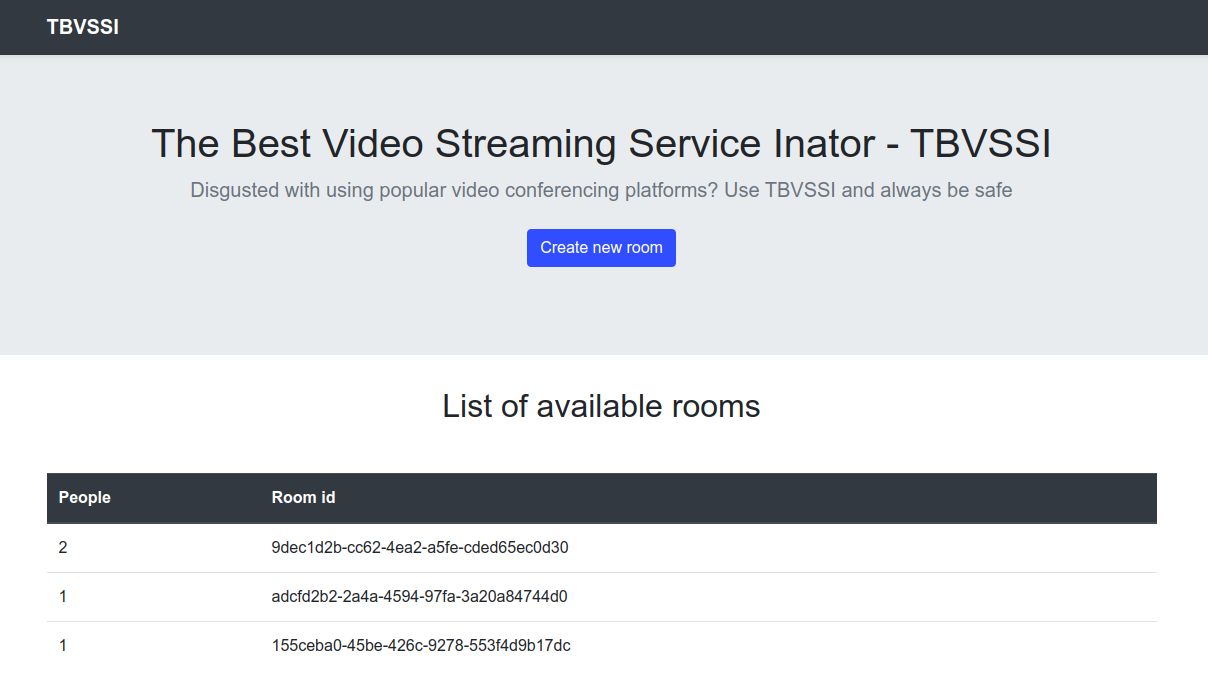 TBVSSI
The Best Video Streaming Service Inator - TBVSSI
Disgusted with using popular video conferencing platforms? Use TBVSSI and always be safe
Create new room
List of available rooms
People Room id
2 9dec1d2b-cc62-4ea2-a5fe-cded65ec0d30
1 adcfd2b2-2a4a-4594-97fa-3a20a84744d0
1 155ceba0-45be-426c-9278-553f4d9b17dc